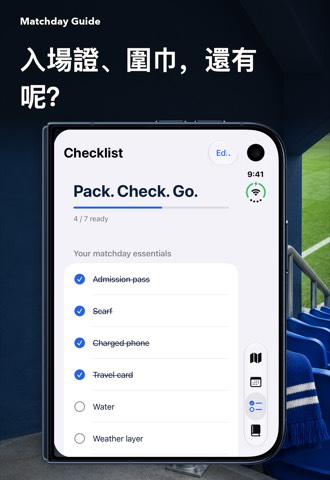 Matchday Guide
入場證、圍巾，還有
呢？
Checklist
Ed..
9:41
Pack. Check. Go.
4 / 7 ready
Your matchday essentials
Admission pass
Scarf
Charged phone
Travel card
Water
Weather layer